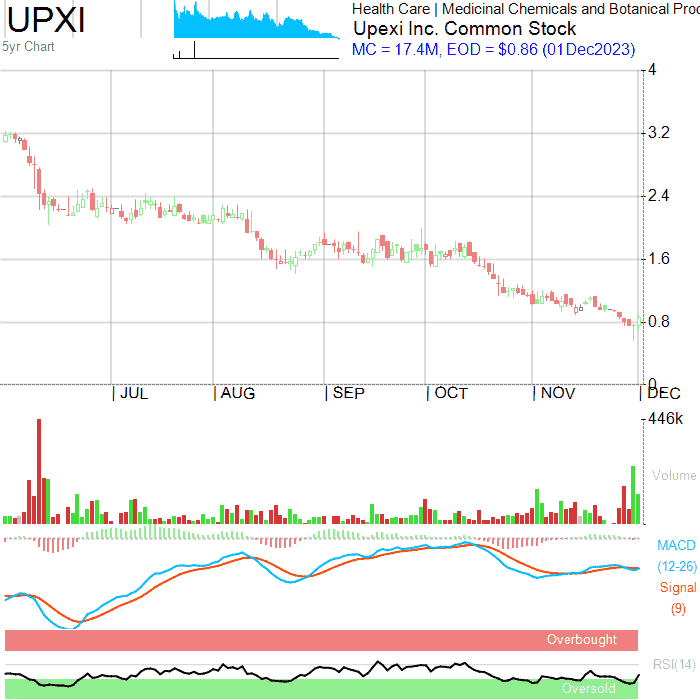 UPXI
5yr Chart
Health Care | Medicinal Chemicals and Botanical Proc
Upexi Inc. Common Stock
MC = 17.4M, EOD = $0.86 (01Dec2023)
4
3.2
2.4
1.6
0.8
0
JUL AUG SEP OCT NOV DEC
446k
Volume
MACD
(12-26)
Signal
(9)
Overbought
RSI(14)
Oversold